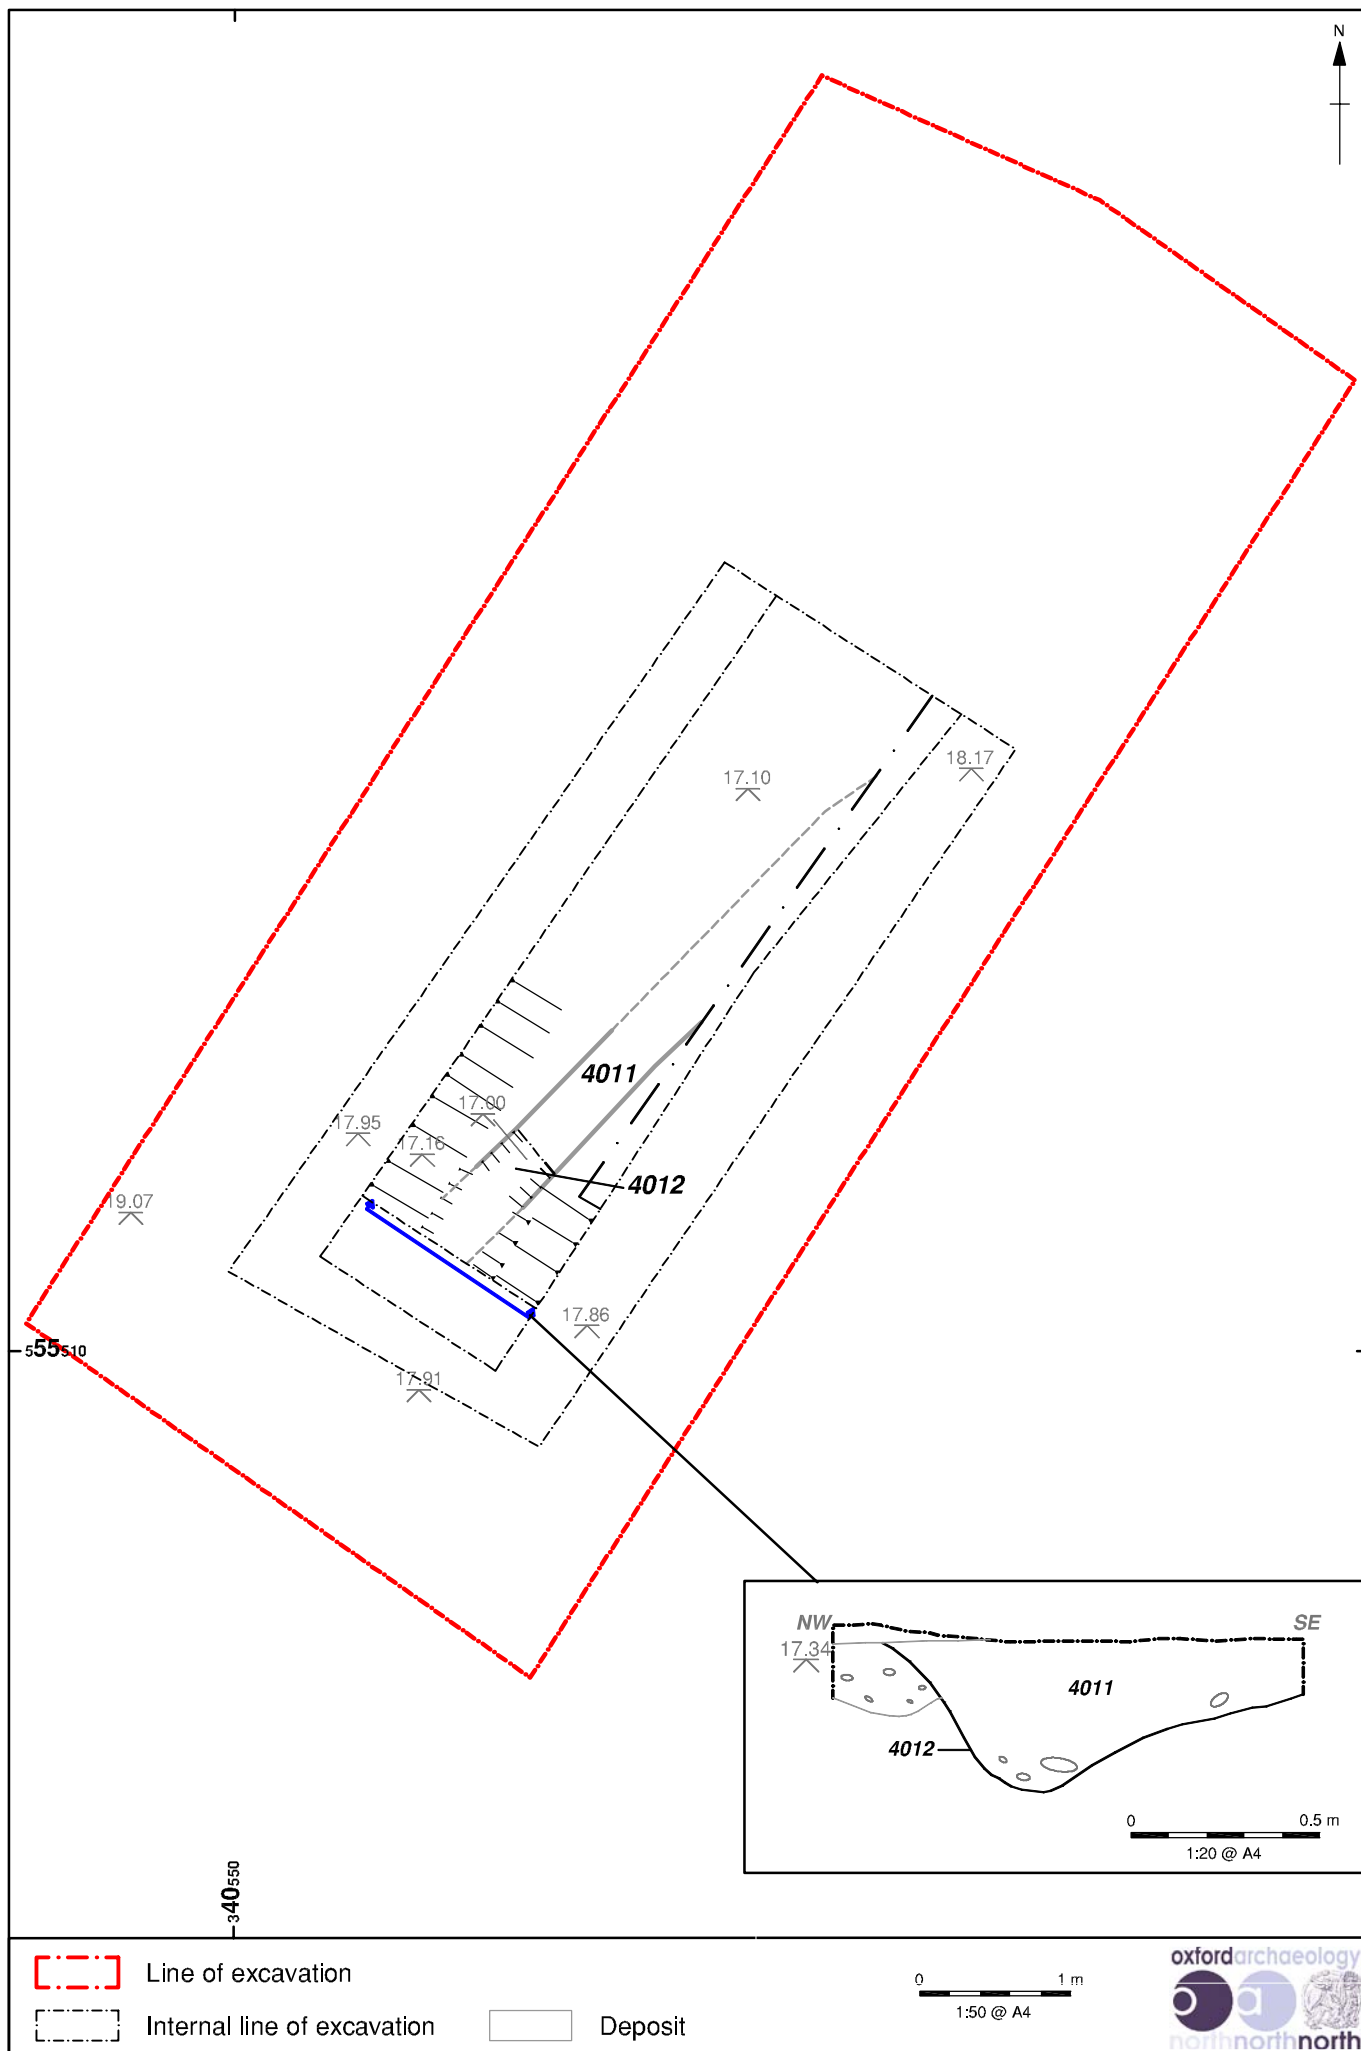 N
17.10
18.17
4011
17.00
17.95
17.16
4012
19.07
17.86
555510
17.91
NW
SE
17.34
4011
4012
0 0.5 m
1:20 @ A4
340550
Line of excavation
Internal line of excavation
Deposit
0 1 m
1:50 @ A4
oxfordarchaeology
oa
northnorthnorth